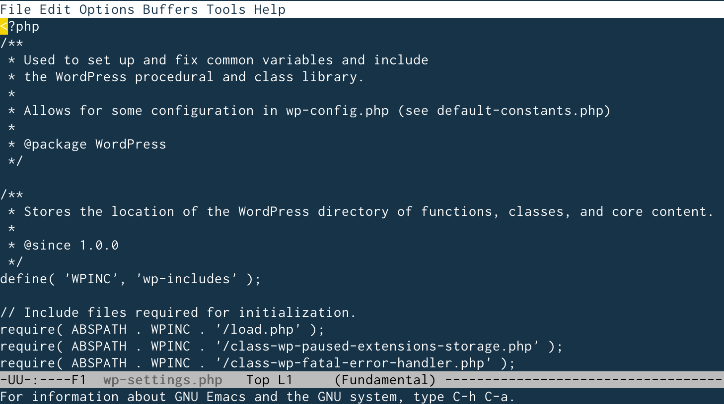 File Edit Options Buffers Tools Help
<?php
/**
 * Used to set up and fix common variables and include
 * the WordPress procedural and class library.
 *
 * Allows for some configuration in wp-config.php (see default-constants.php)
 *
 * @package WordPress
 */

/**
 * Stores the location of the WordPress directory of functions, classes, and core content.
 *
 * @since 1.0.0
 */
define( 'WPINC', 'wp-includes' );

// Include files required for initialization.
require( ABSPATH . WPINC . '/load.php' );
require( ABSPATH . WPINC . '/class-wp-paused-extensions-storage.php' );
require( ABSPATH . WPINC . '/class-wp-fatal-error-handler.php' );
-UU-:----F1  wp-settings.php   Top L1     (Fundamental) -----------------------------------
For information about GNU Emacs and the GNU system, type C-h C-a.